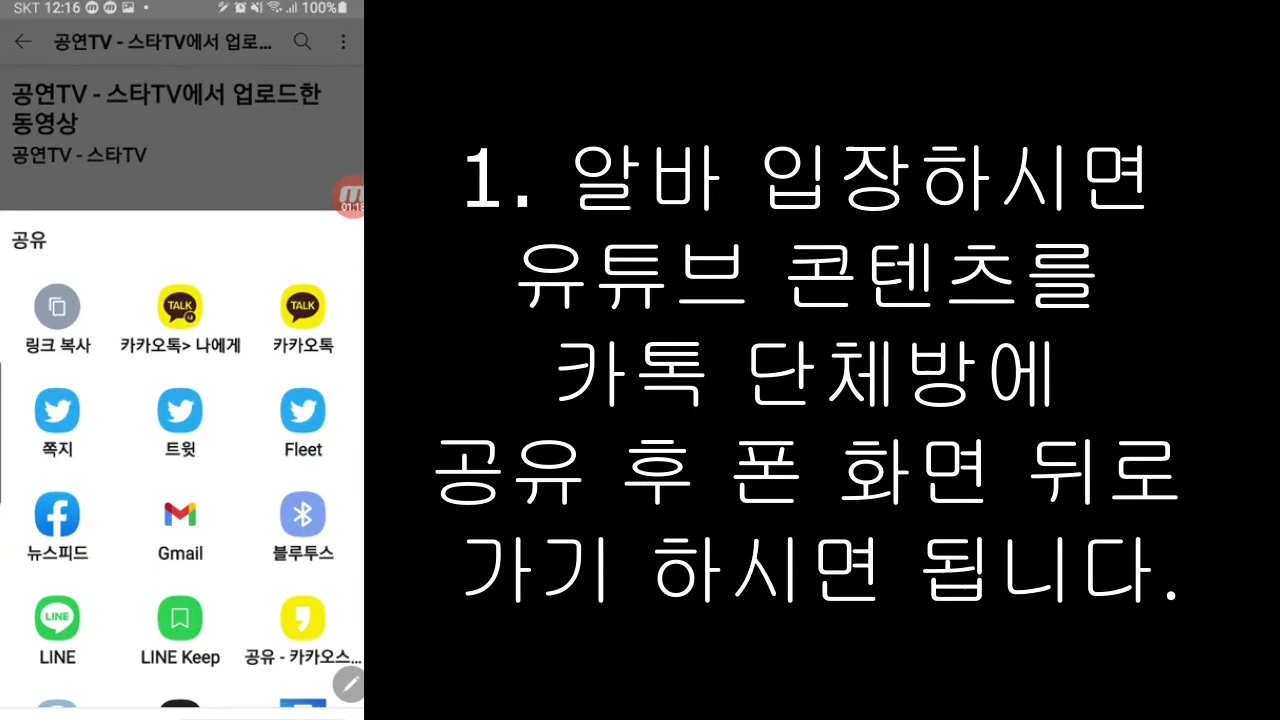 SKT 12:16 100%
공연TV - 스타TV에서 업로...
공연TV - 스타TV에서 업로드한
동영상
공연TV - 스타TV
01:18
공유
TALK TALK
링크 복사 카카오톡> 나에게 카카오톡
쪽지 트윗 Fleet
뉴스피드 Gmail 블루투스
LINE
LINE LINE Keep 공유 - 카카오스...
1. 알바 입장하시면
유튜브 콘텐츠를
카톡 단체방에
공유 후 폰 화면 뒤로
가기 하시면 됩니다.